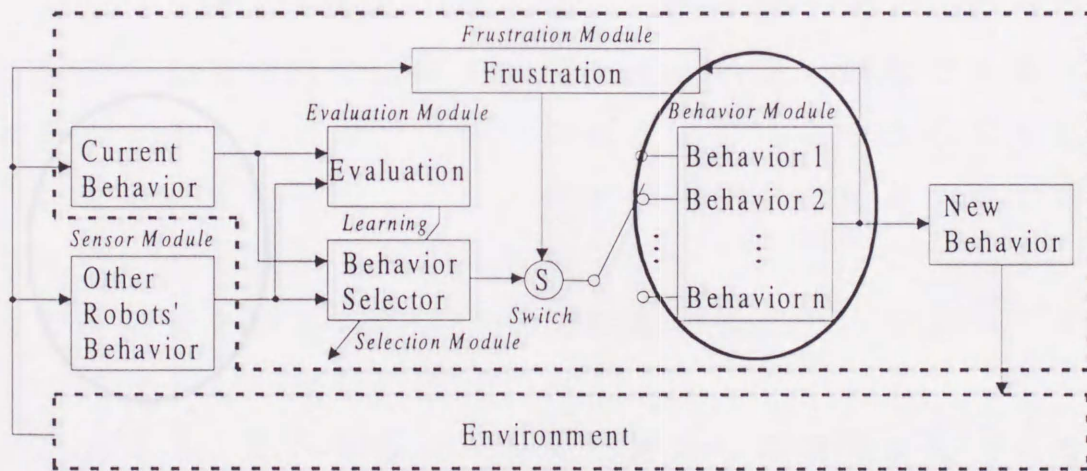 Frustration Module
Frustration
Evaluation Module
Behavior Module
Current
Behavior
Evaluation
Behavior 1
Behavior 2
New
Behavior
Sensor Module
Learning
Other
Robots'
Behavior
Behavior
Selector
S
Switch
Behavior n
Selection Module
Environment